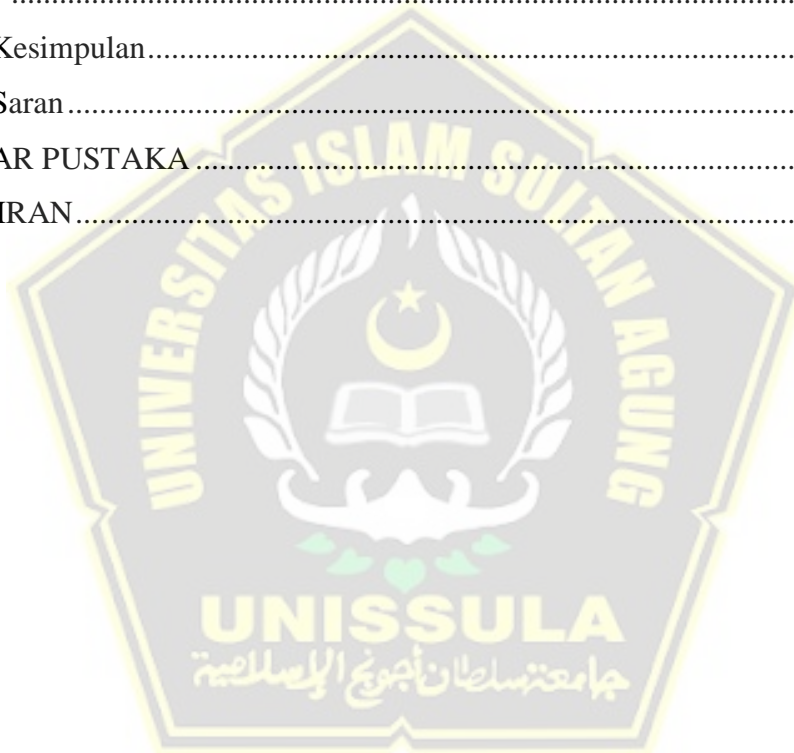 Kesimpulan
Saran
AR PUSTAKA
IRAN
UNIVERSITAS ISLAM SULTAN AGUNG
UNISSULA
جامعة سلطان أجونج الإسلامية